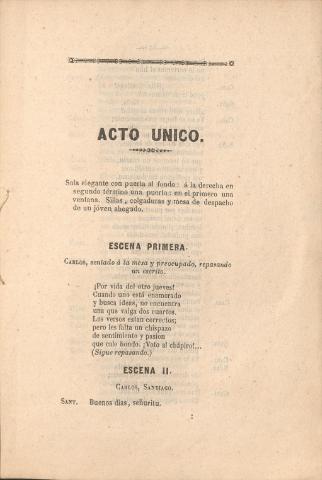 ACTO UNICO.
Sala elegante con puerta al fondo: á la derecha en
segundo término una puerta: en el primero una
ventana. Sillas, colgaduras y mesa de despacho
de un jóven abogado.
ESCENA PRIMERA.
CARLOS, sentado á la mesa y preocupado, repasando
un escrito.
¡Por vida del otro jueves!
Cuando uno está enamorado
y busca ideas, no encuentra
una que valga dos cuartos.
Los versos están correctos;
pero les falta un chispazo
de sentimiento y pasion
que cale hondo. ¡Voto al chápiro!...
(Sigue repasando.)
ESCENA II.
CARLOS, SANTIAGO.
SANT. Buenos dias, señorito.